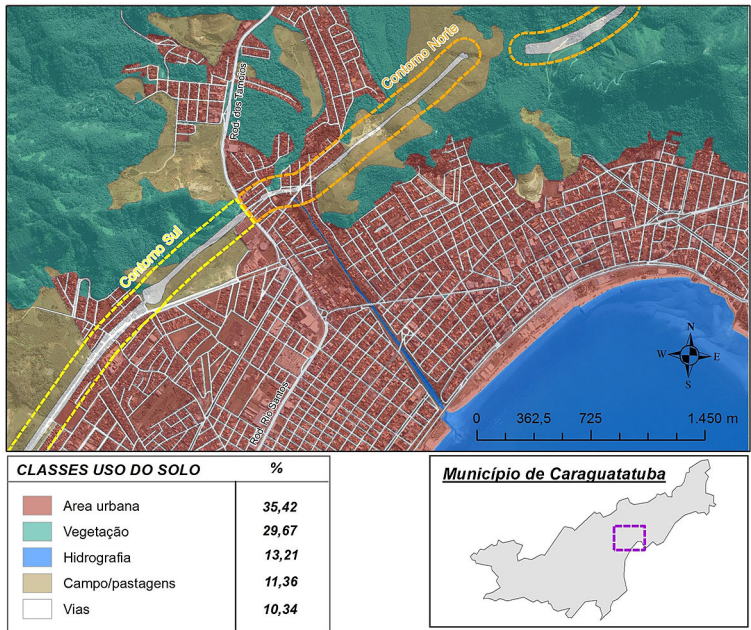 Contorno Norte
Rod. dos Tamoios
Contorno Sul
Rod. Rio Santos
N
W E
S
0 362,5 725 1.450 m
CLASSES USO DO SOLO %
Area urbana 35,42
Vegetação 29,67
Hidrografia 13,21
Campo/pastagens 11,36
Vias 10,34
Município de Caraguatatuba